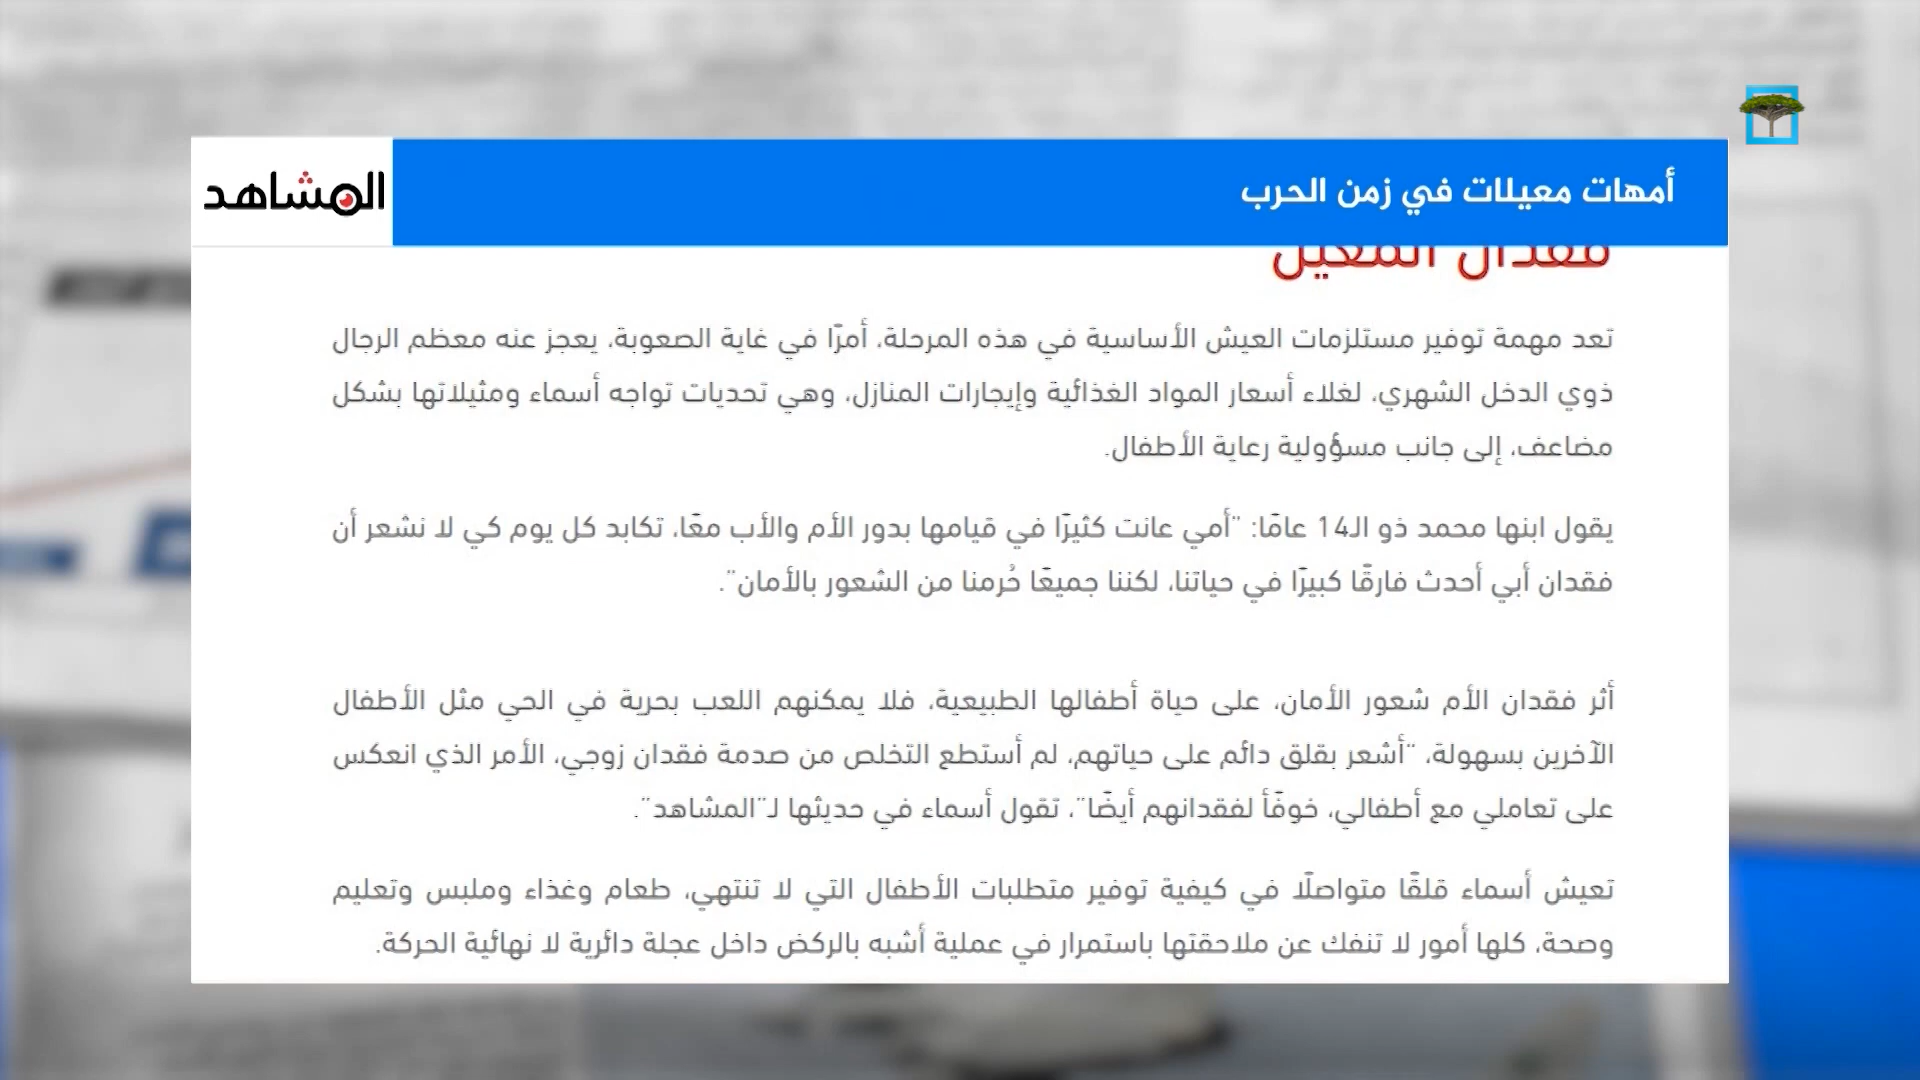 أمهات معيلات في زمن الحرب
المشاهد
فقدان المعيل
تعد مهمة توفير مستلزمات العيش الأساسية في هذه المرحلة، أمرًا في غاية الصعوبة، يعجز عنه معظم الرجال
ذوي الدخل الشهري، لغلاء أسعار المواد الغذائية وإيجارات المنازل، وهي تحديات تواجه أسماء ومثيلاتها بشكل
مضاعف، إلى جانب مسؤولية رعاية الأطفال.
يقول ابنها محمد ذو الـ14 عامًا: "أمي عانت كثيرًا في قيامها بدور الأم والأب معًا، تكابد كل يوم كي لا نشعر أن
فقدان أبي أحدث فارقًا كبيرًا في حياتنا، لكننا جميعًا حُرمنا من الشعور بالأمان".
أثر فقدان الأم شعور الأمان، على حياة أطفالها الطبيعية، فلا يمكنهم اللعب بحرية في الحي مثل الأطفال
الآخرين بسهولة، "أشعر بقلق دائم على حياتهم، لم أستطع التخلص من صدمة فقدان زوجي، الأمر الذي انعكس
على تعاملي مع أطفالي، خوفًأ لفقدانهم أيضًا"، تقول أسماء في حديثها لـ"المشاهد".
تعيش أسماء قلقًا متواصلًا في كيفية توفير متطلبات الأطفال التي لا تنتهي، طعام وغذاء وملبس وتعليم
وصحة، كلها أمور لا تنفك عن ملاحقتها باستمرار في عملية أشبه بالركض داخل عجلة دائرية لا نهائية الحركة.